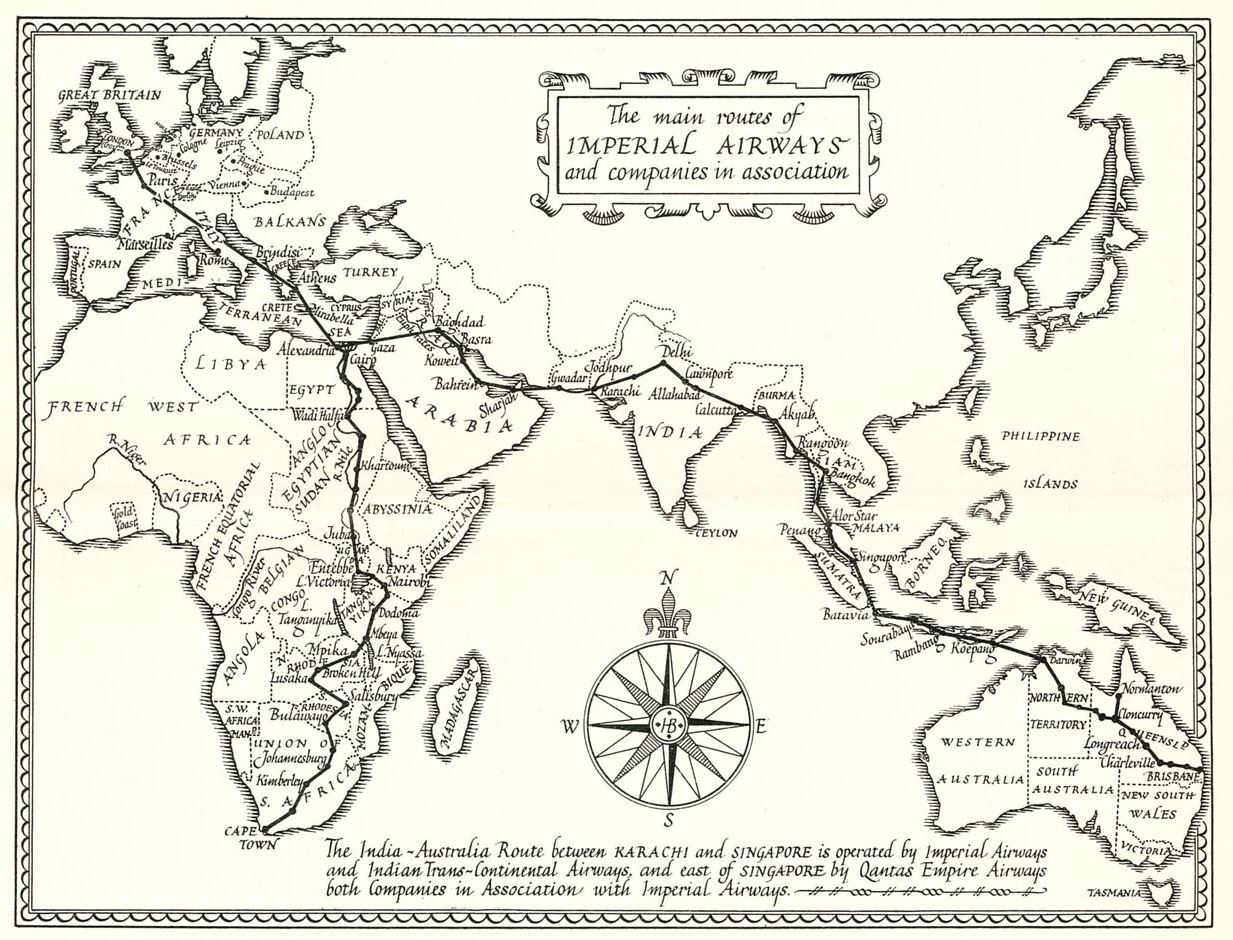 The main routes of
IMPERIAL AIRWAYS
and companies in association
GREAT BRITAIN
LONDON
GERMANY
POLAND
Cologne
Leipzig
Brussels
Prague
Paris
Vienna
Budapest
FRANCE
ITALY
BALKANS
Marseilles
Rome
Brindisi
GREECE
Athens
PORTUGAL
SPAIN
MEDITERRANEAN
SEA
TURKEY
CRETE
Mirabella
CYPRUS
SYRIA
IRAQ
Euphrates
Baghdad
Basra
Alexandria
Gaza
Cairo
Koweit
Bahrein
Sharjah
Gwadar
Jodhpur
Karachi
Delhi
Cawnpore
Allahabad
Calcutta
BURMA
Akyab
LIBYA
EGYPT
ARABIA
INDIA
Rangoon
SIAM
Bangkok
FRENCH WEST
AFRICA
Wadi Halfa
ANGLO
EGYPTIAN
SUDAN
R. Nile
Khartoum
R. Niger
NIGERIA
Gold
Coast
FRENCH EQUATORIAL
AFRICA
ABYSSINIA
SOMALILAND
CEYLON
PHILIPPINE
ISLANDS
Alor Star
MALAYA
Penang
Singapore
SUMATRA
BORNEO
Juba
Entebbe
KENYA
L. Victoria
Nairobi
Congo River
BELGIAN
CONGO
L.
Tanganyika
TANGANYIKA
Dodoma
Mbeya
Mpika
L. Nyassa
ANGOLA
N. RHODESIA
Broken Hill
Lusaka
Salisbury
S. RHODESIA
MOZAMBIQUE
Bulawayo
MADAGASCAR
S.W.
AFRICA
MAN.
UNION OF
Johannesburg
Kimberley
S. AFRICA
CAPE
TOWN
Batavia
Sourabaya
Rambang
Koepang
NEW GUINEA
Darwin
NORTHERN
TERRITORY
Normanton
Cloncurry
QUEENSLD
Longreach
Charleville
BRISBANE
WESTERN
AUSTRALIA
SOUTH
AUSTRALIA
NEW SOUTH
WALES
VICTORIA
TASMANIA
N
W
HB
E
S
The India-Australia Route between KARACHI and SINGAPORE is operated by Imperial Airways
and Indian Trans-Continental Airways, and east of SINGAPORE by Qantas Empire Airways
both Companies in Association with Imperial Airways.